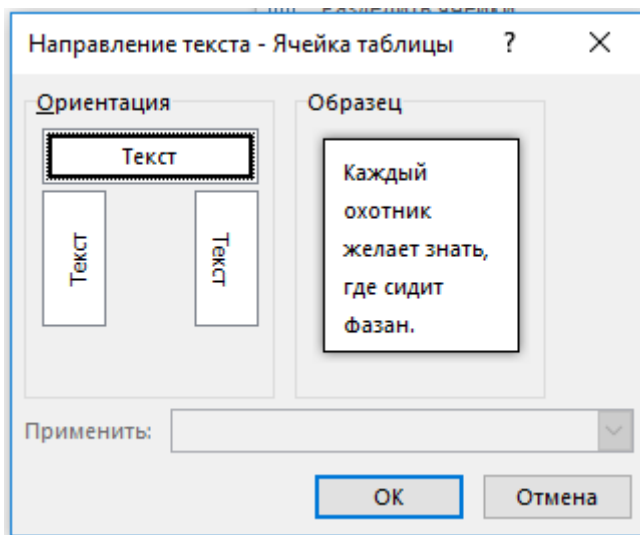 Направление текста - Ячейка таблицы ?
Ориентация
Текст
Текст
Текст
Образец
Каждый
охотник
желает знать,
где сидит
фазан.
Применить:
ОК
Отмена